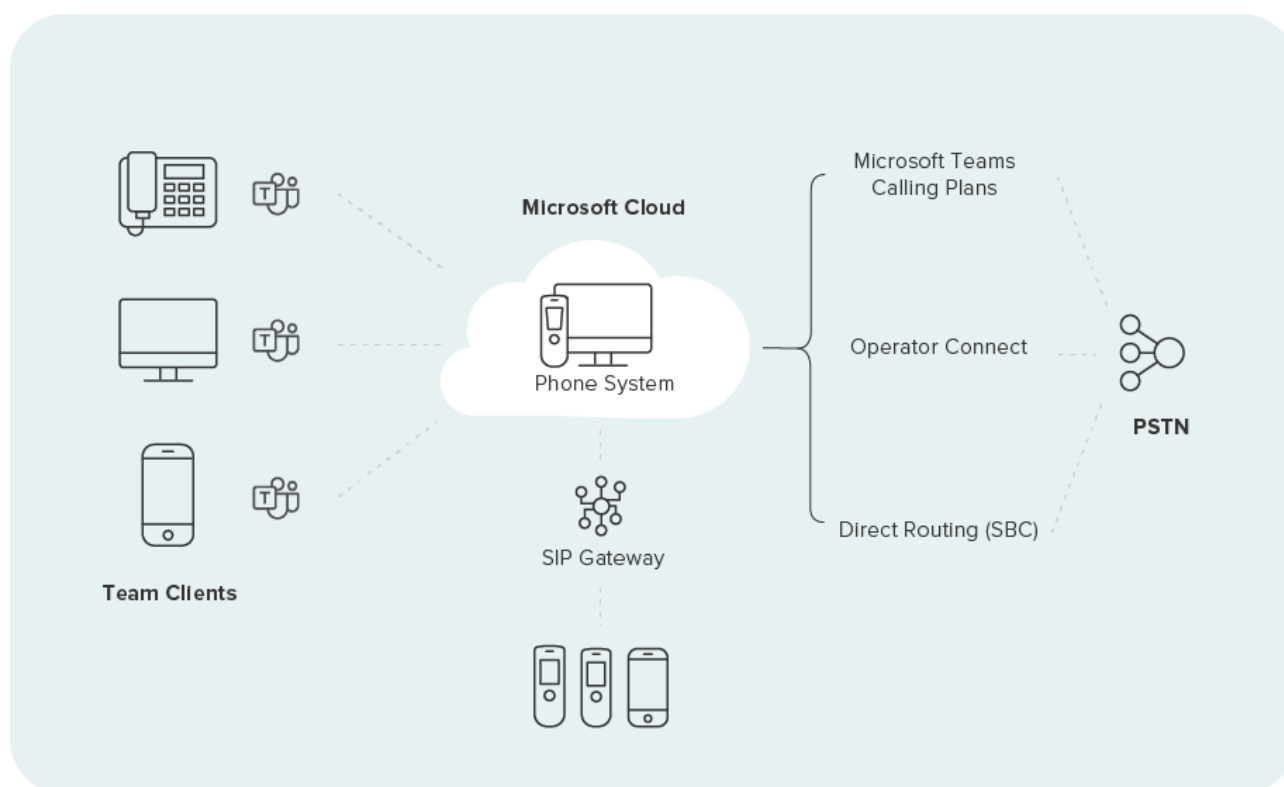 Microsoft Teams
Calling Plans
Microsoft Cloud
T
T
T
Phone System
Operator Connect
PSTN
Direct Routing (SBC)
SIP Gateway
Team Clients